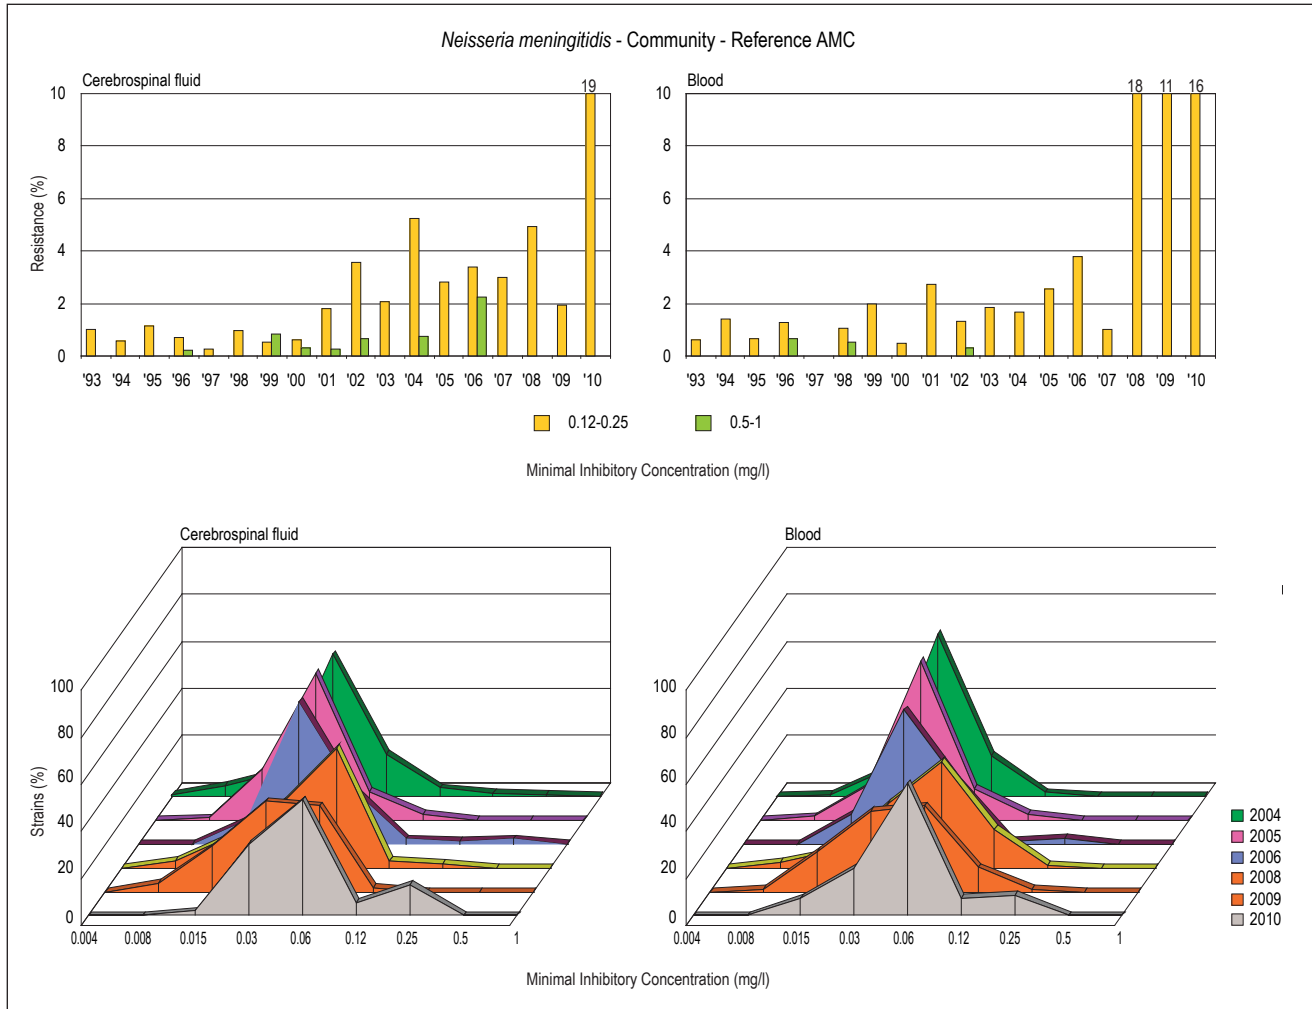 Neisseria meningitidis - Community - Reference AMC
Cerebrospinal fluid
Blood
Resistance (%)
10
8
6
4
2
0
19
'93 '94 '95 '96 '97 '98 '99 '00 '01 '02 '03 '04 '05 '06 '07 '08 '09 '10
10
8
6
4
2
0
18 11 16
'93 '94 '95 '96 '97 '98 '99 '00 '01 '02 '03 '04 '05 '06 '07 '08 '09 '10
0.12-0.25
0.5-1
Minimal Inhibitory Concentration (mg/l)
Cerebrospinal fluid
Blood
Strains (%)
100
80
60
40
20
0
0.004 0.008 0.015 0.03 0.06 0.12 0.25 0.5 1
100
80
60
40
20
0
0.004 0.008 0.015 0.03 0.06 0.12 0.25 0.5 1
2004
2005
2006
2008
2009
2010
Minimal Inhibitory Concentration (mg/l)